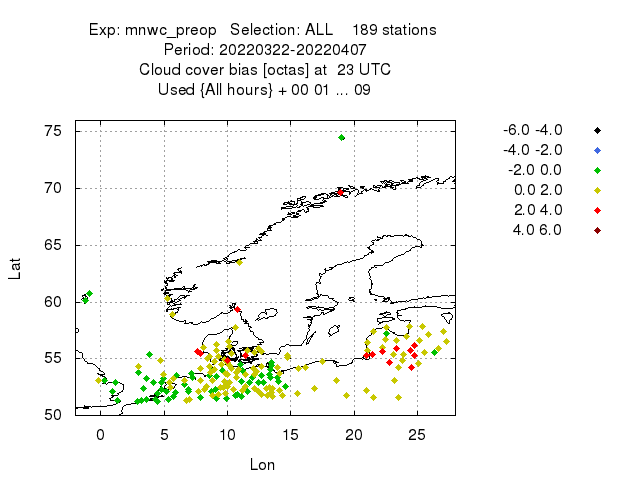 Exp: mnwc_preop   Selection: ALL    189 stations
Period: 20220322-20220407
Cloud cover bias [octas] at  23 UTC
Used {All hours} + 00 01 ... 09
75
70
65
60
55
50
Lat
0 5 10 15 20 25
Lon
-6.0 -4.0
-4.0 -2.0
-2.0 0.0
0.0 2.0
2.0 4.0
4.0 6.0